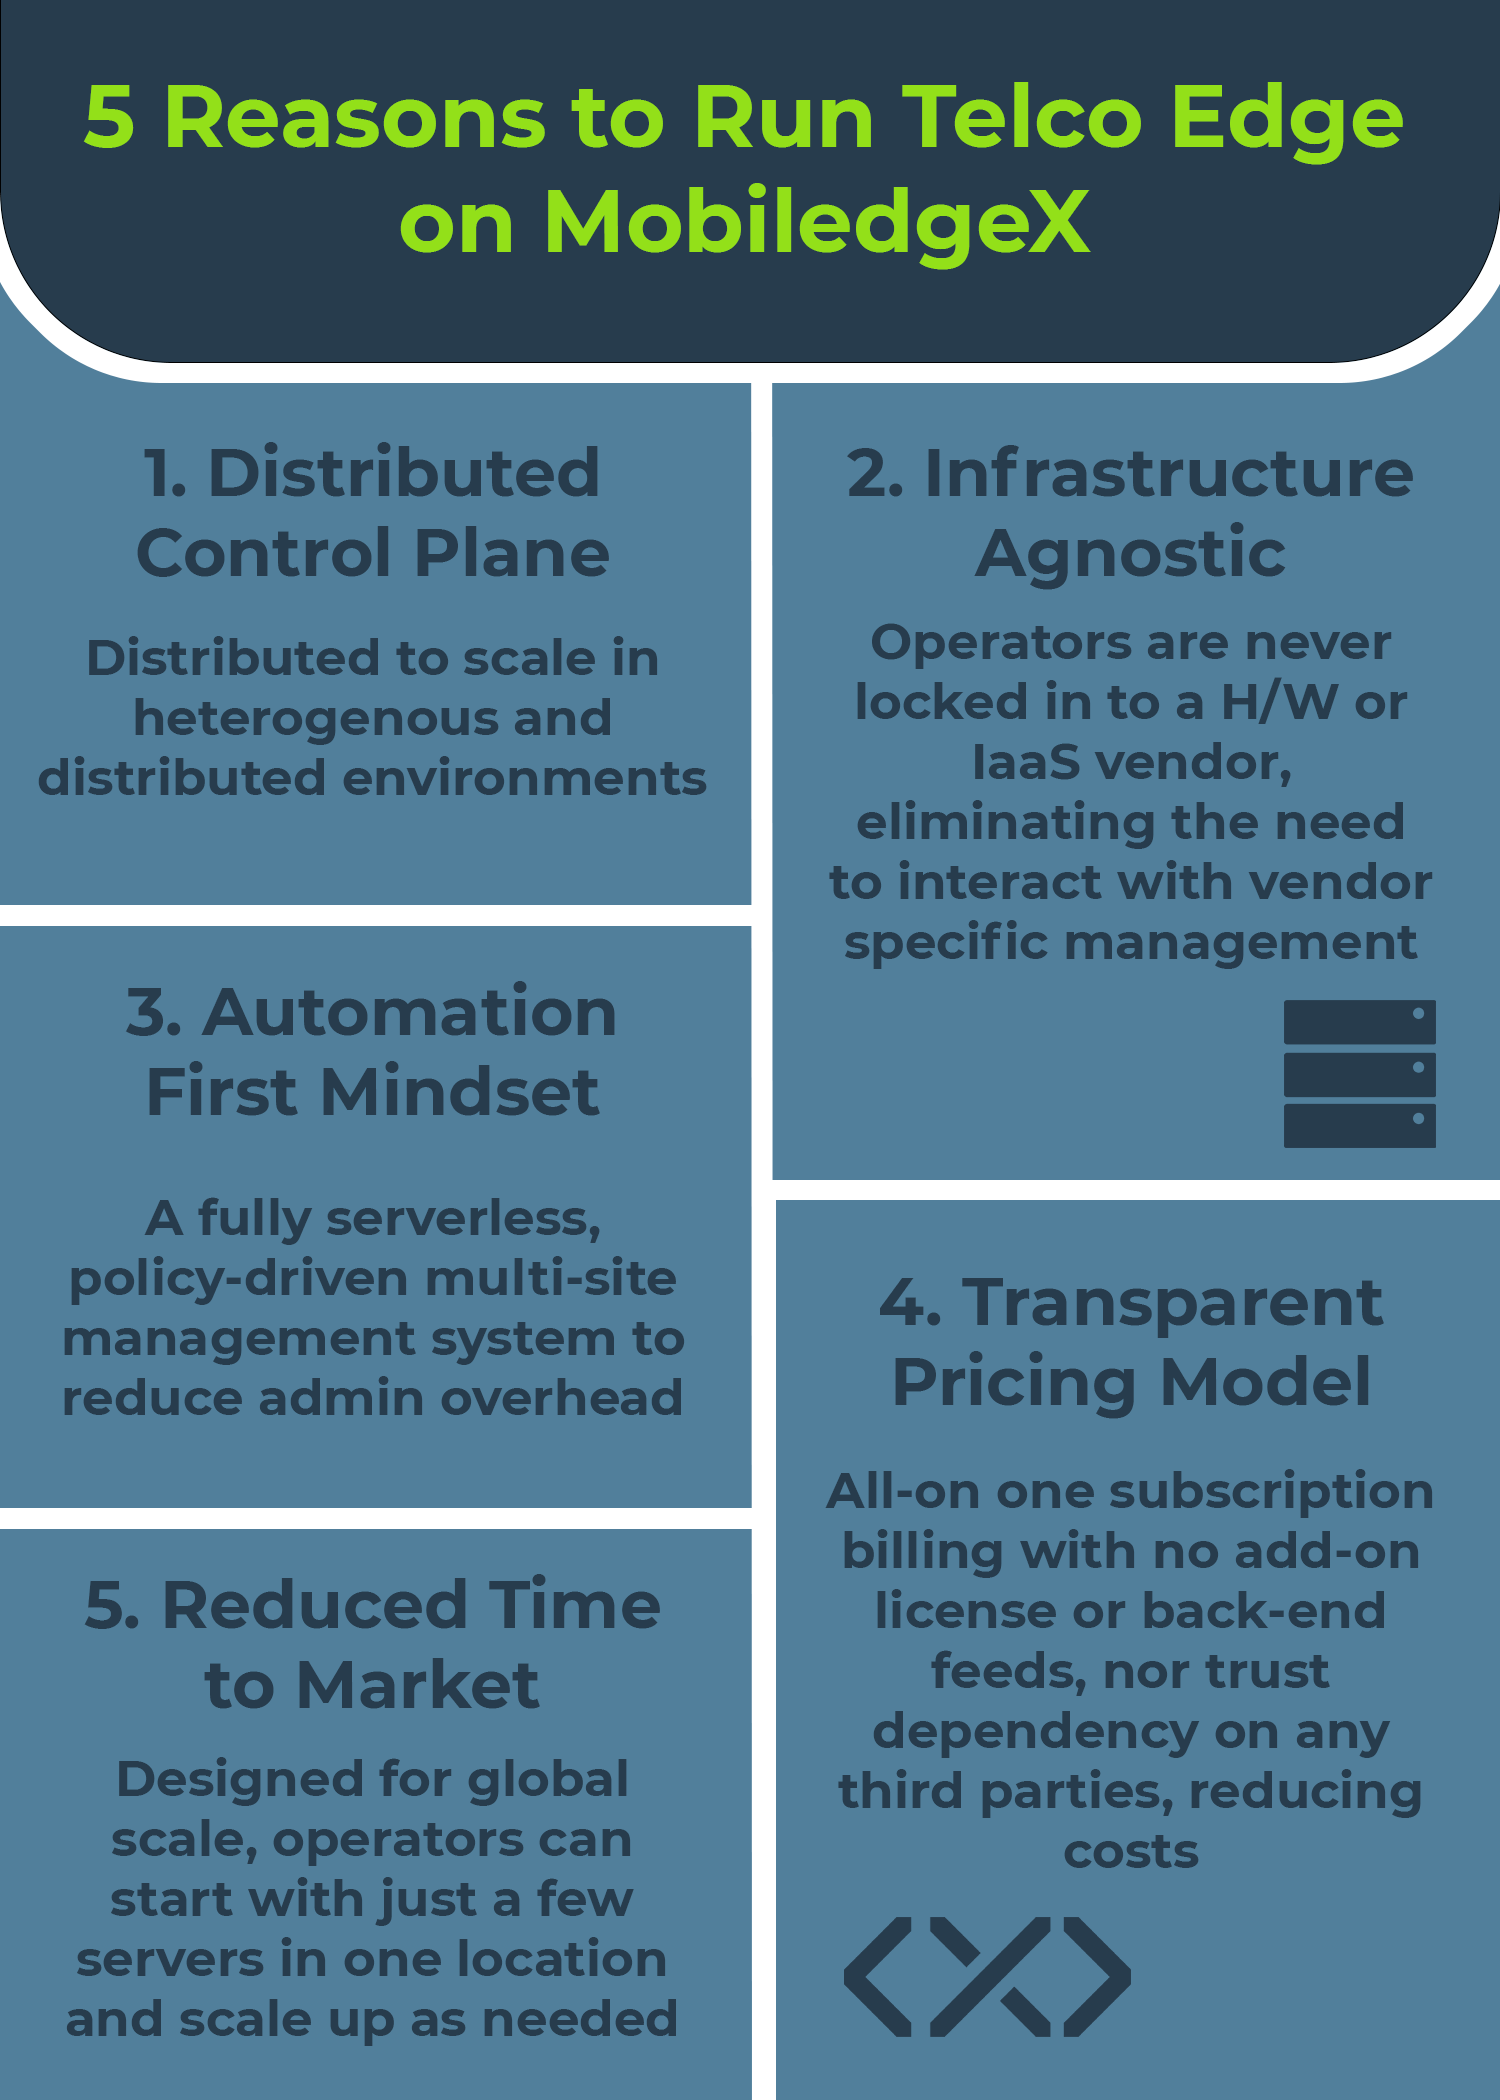 5 Reasons to Run Telco Edge
on MobiledgeX
1. Distributed
Control Plane
Distributed to scale in
heterogenous and
distributed environments
2. Infrastructure
Agnostic
Operators are never
locked in to a H/W or
IaaS vendor,
eliminating the need
to interact with vendor
specific management
3. Automation
First Mindset
A fully serverless,
policy-driven multi-site
management system to
reduce admin overhead
4. Transparent
Pricing Model
All-on one subscription
billing with no add-on
license or back-end
feeds, nor trust
dependency on any
third parties, reducing
costs
5. Reduced Time
to Market
Designed for global
scale, operators can
start with just a few
servers in one location
and scale up as needed